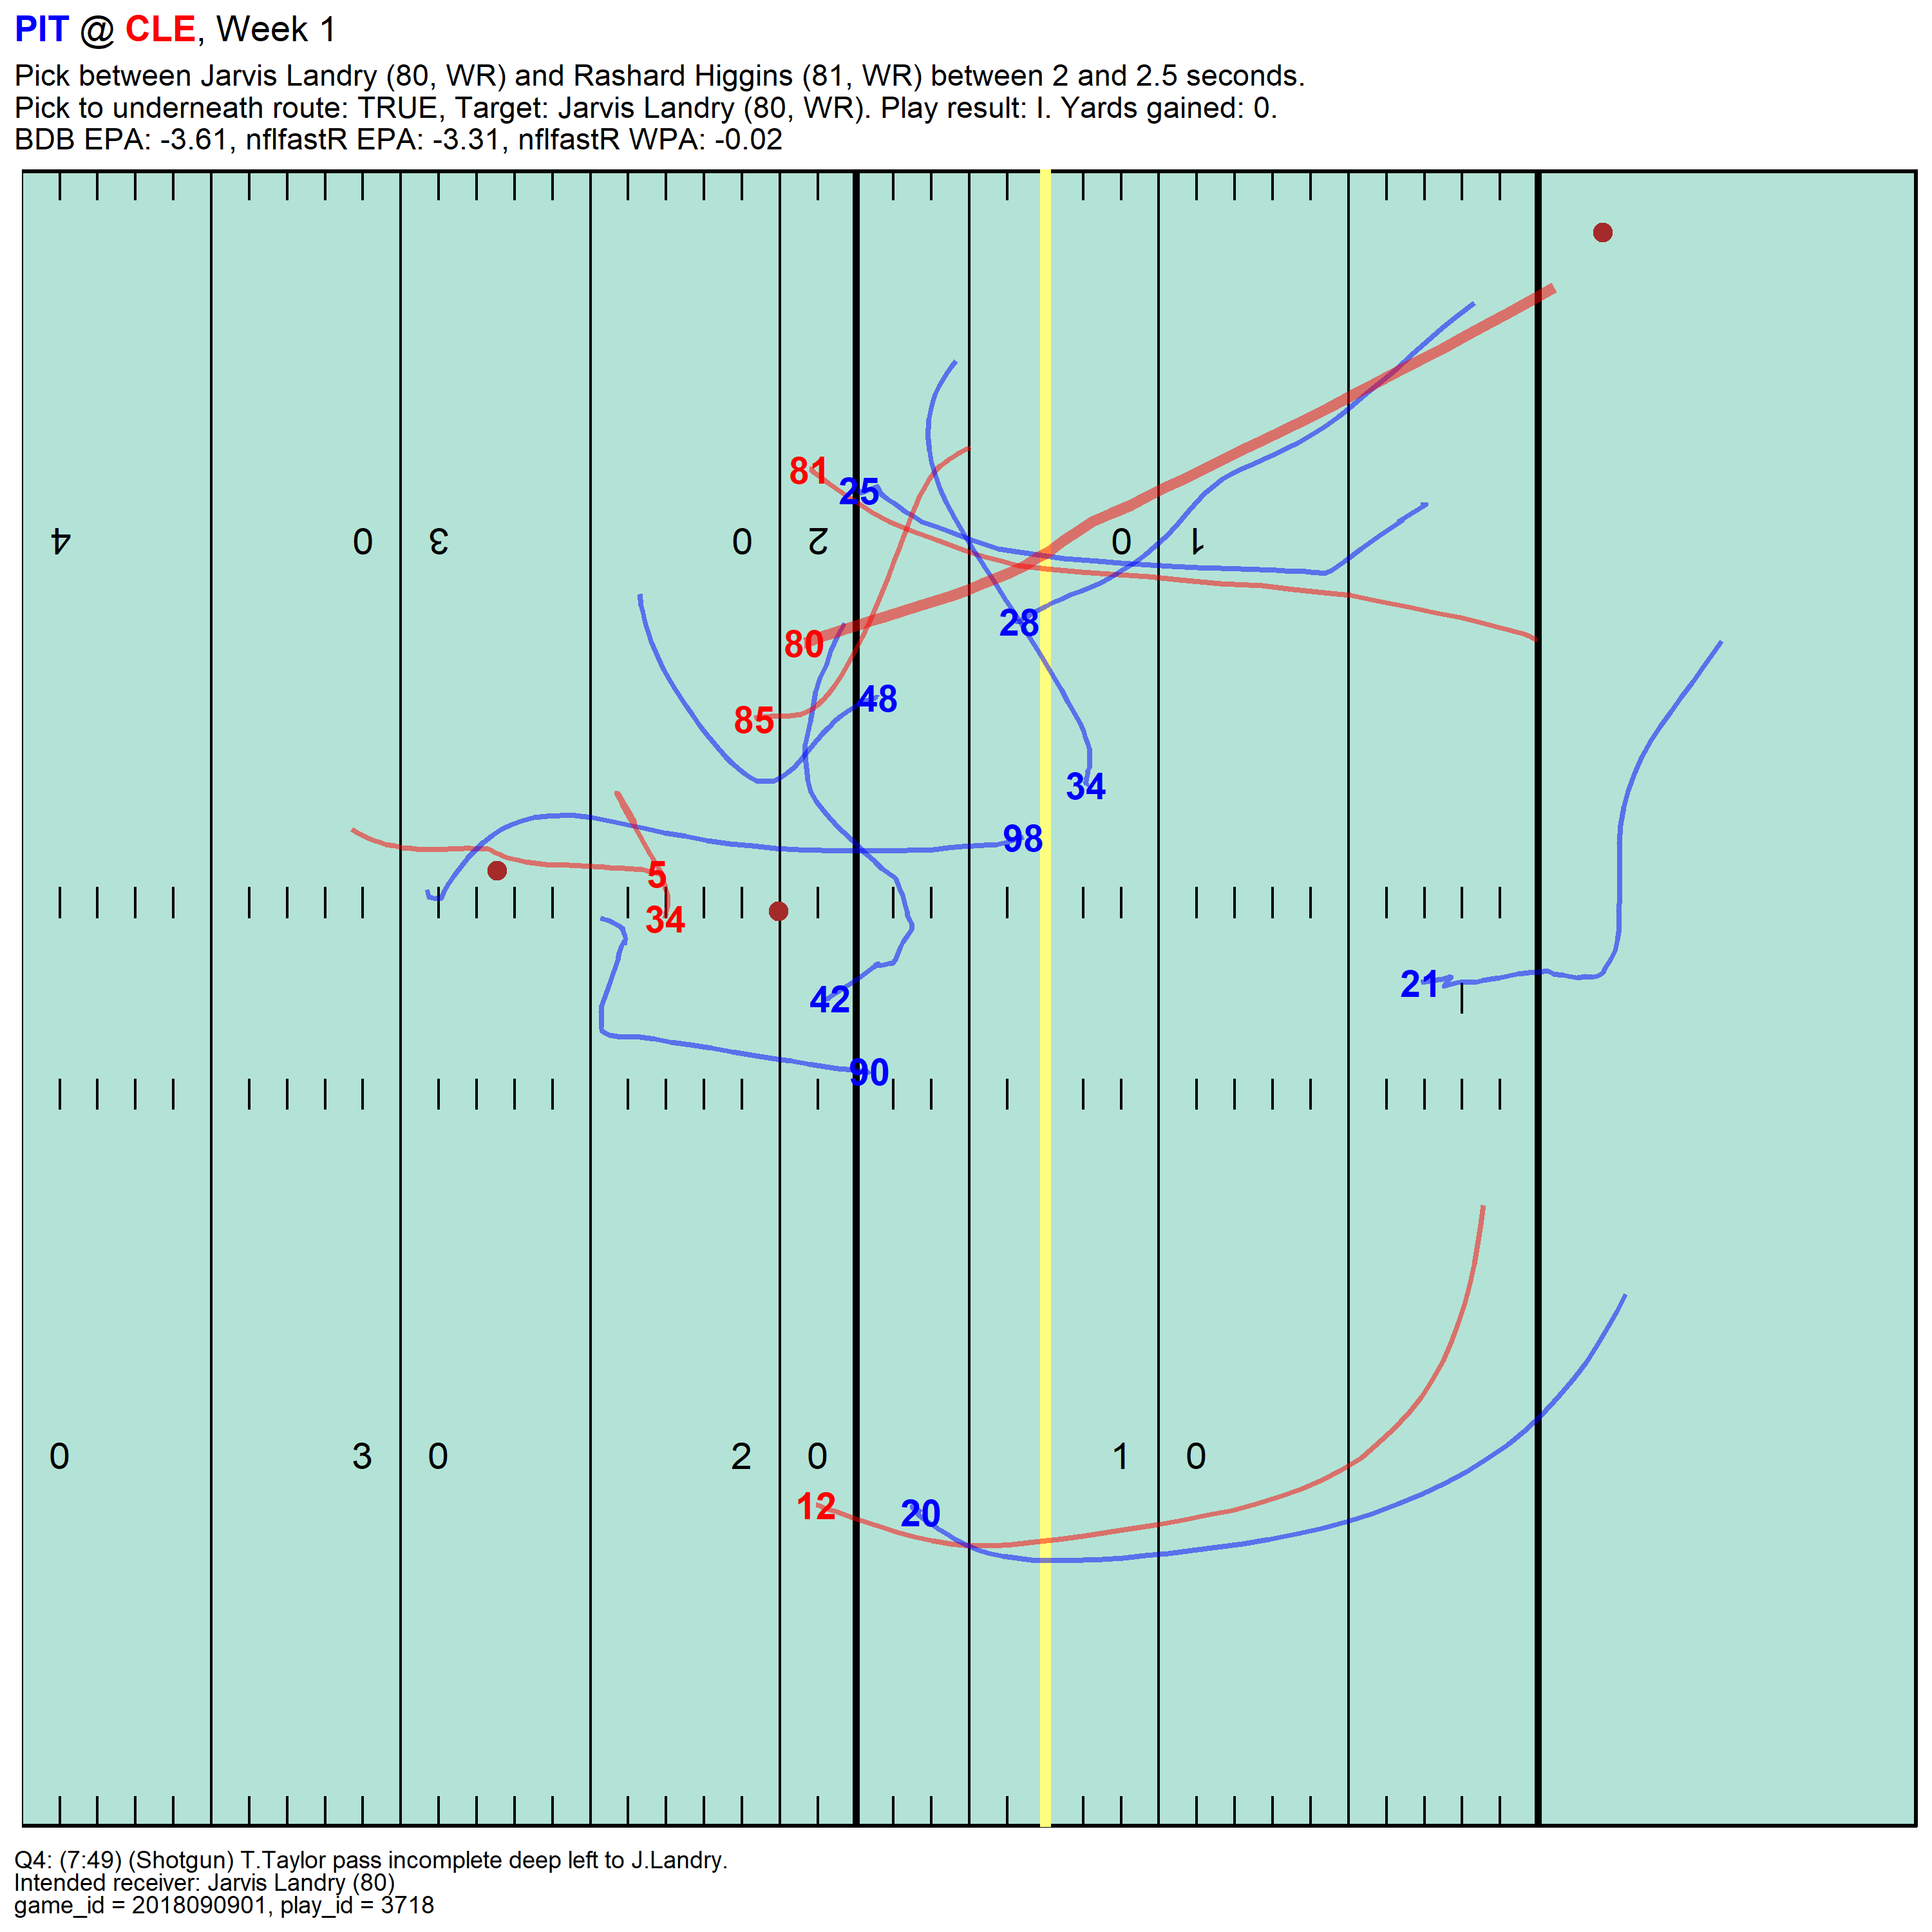 PIT @ CLE, Week 1
Pick between Jarvis Landry (80, WR) and Rashard Higgins (81, WR) between 2 and 2.5 seconds.
Pick to underneath route: TRUE, Target: Jarvis Landry (80, WR). Play result: I. Yards gained: 0.
BDB EPA: -3.61, nflfastR EPA: -3.31, nflfastR WPA: -0.02
81
25
4 0 3 0 2 0 1
28
80
48
85
34
98
5
34
21
42
90
0 3 0 2 0 1 0
12
20
Q4: (7:49) (Shotgun) T.Taylor pass incomplete deep left to J.Landry.
Intended receiver: Jarvis Landry (80)
game_id = 2018090901, play_id = 3718